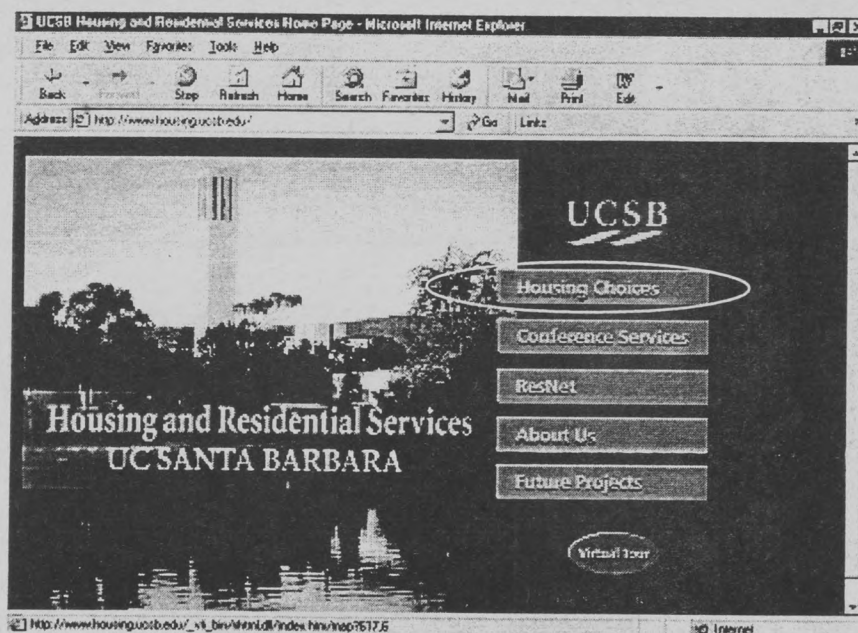 UCSB Housing and Residential Services Home Page - Microsoft Internet Explorer
File Edit View Favorites Tools Help
Back Forward Stop Refresh Home Search Favorites History Mail Print Edit
Address http://www.housing.ucsb.edu/ Go Links
UCSB
Housing Choices
Conference Services
ResNet
About Us
Future Projects
Virtual Tour
Housing and Residential Services
UC SANTA BARBARA
Internet